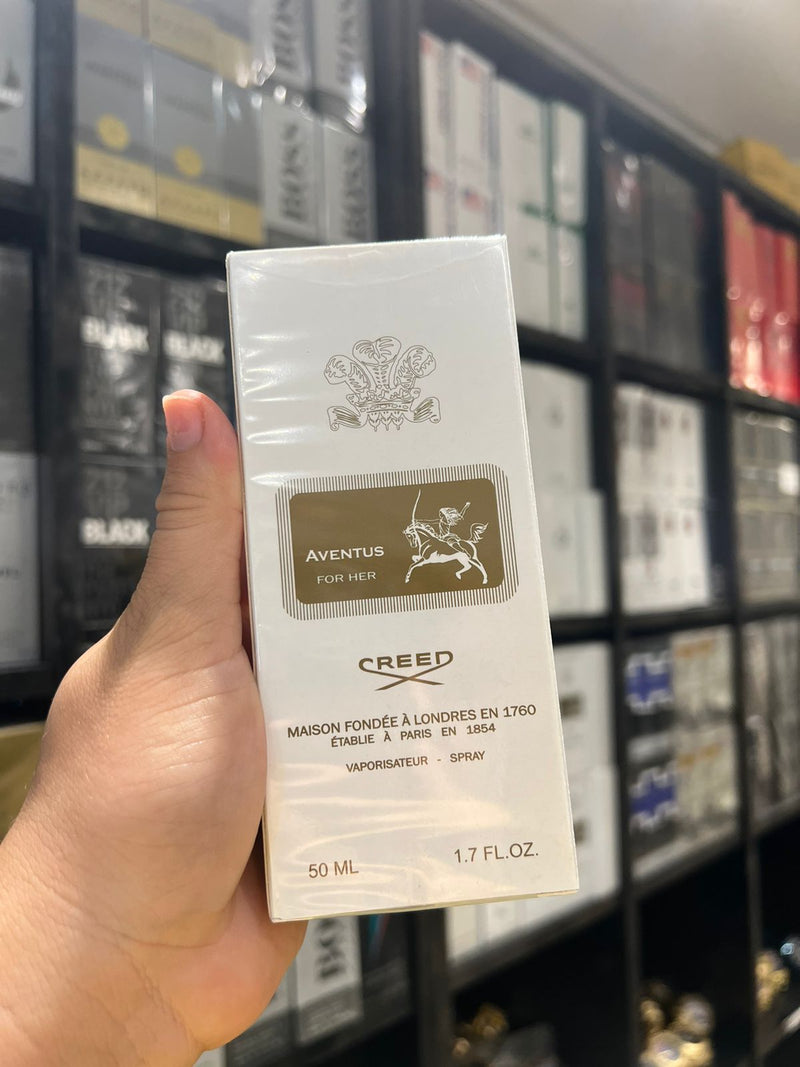 BOSS
BOSS
BLACK
BLACK
BLACK
AVENTUS
FOR HER
CREED
MAISON FONDÉE À LONDRES EN 1760
ÉTABLIE À PARIS EN 1854
VAPORISATEUR - SPRAY
50 ML
1.7 FL.OZ.